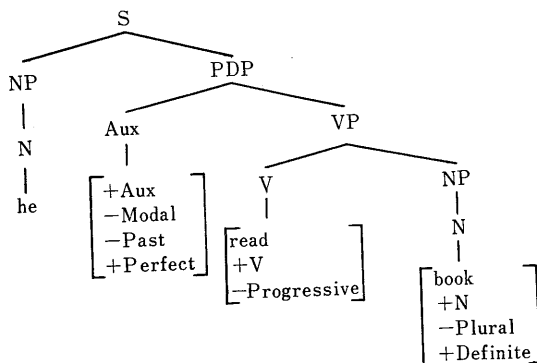 S
NP PDP
Aux VP
N
V NP
he
+Aux
−Modal
−Past
+Perfect
read
+V
−Progressive
N
book
+N
−Plural
+Definite